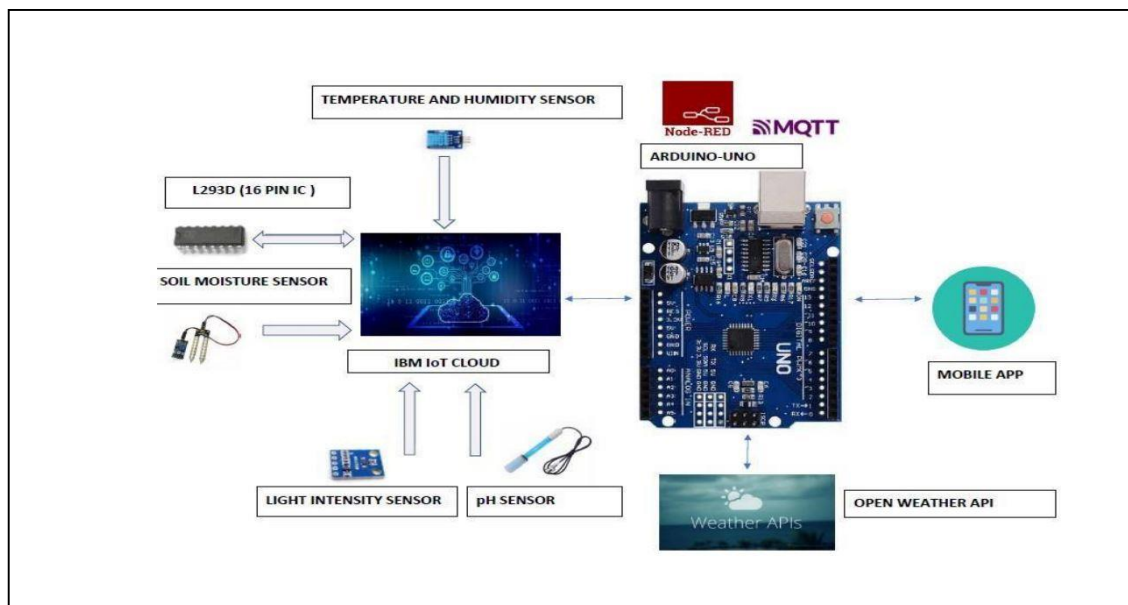 TEMPERATURE AND HUMIDITY SENSOR
Node-RED
MQTT
ARDUINO-UNO
L293D (16 PIN IC )
SOIL MOISTURE SENSOR
IBM IoT CLOUD
UNO
MOBILE APP
LIGHT INTENSITY SENSOR
pH SENSOR
Weather APIs
OPEN WEATHER API